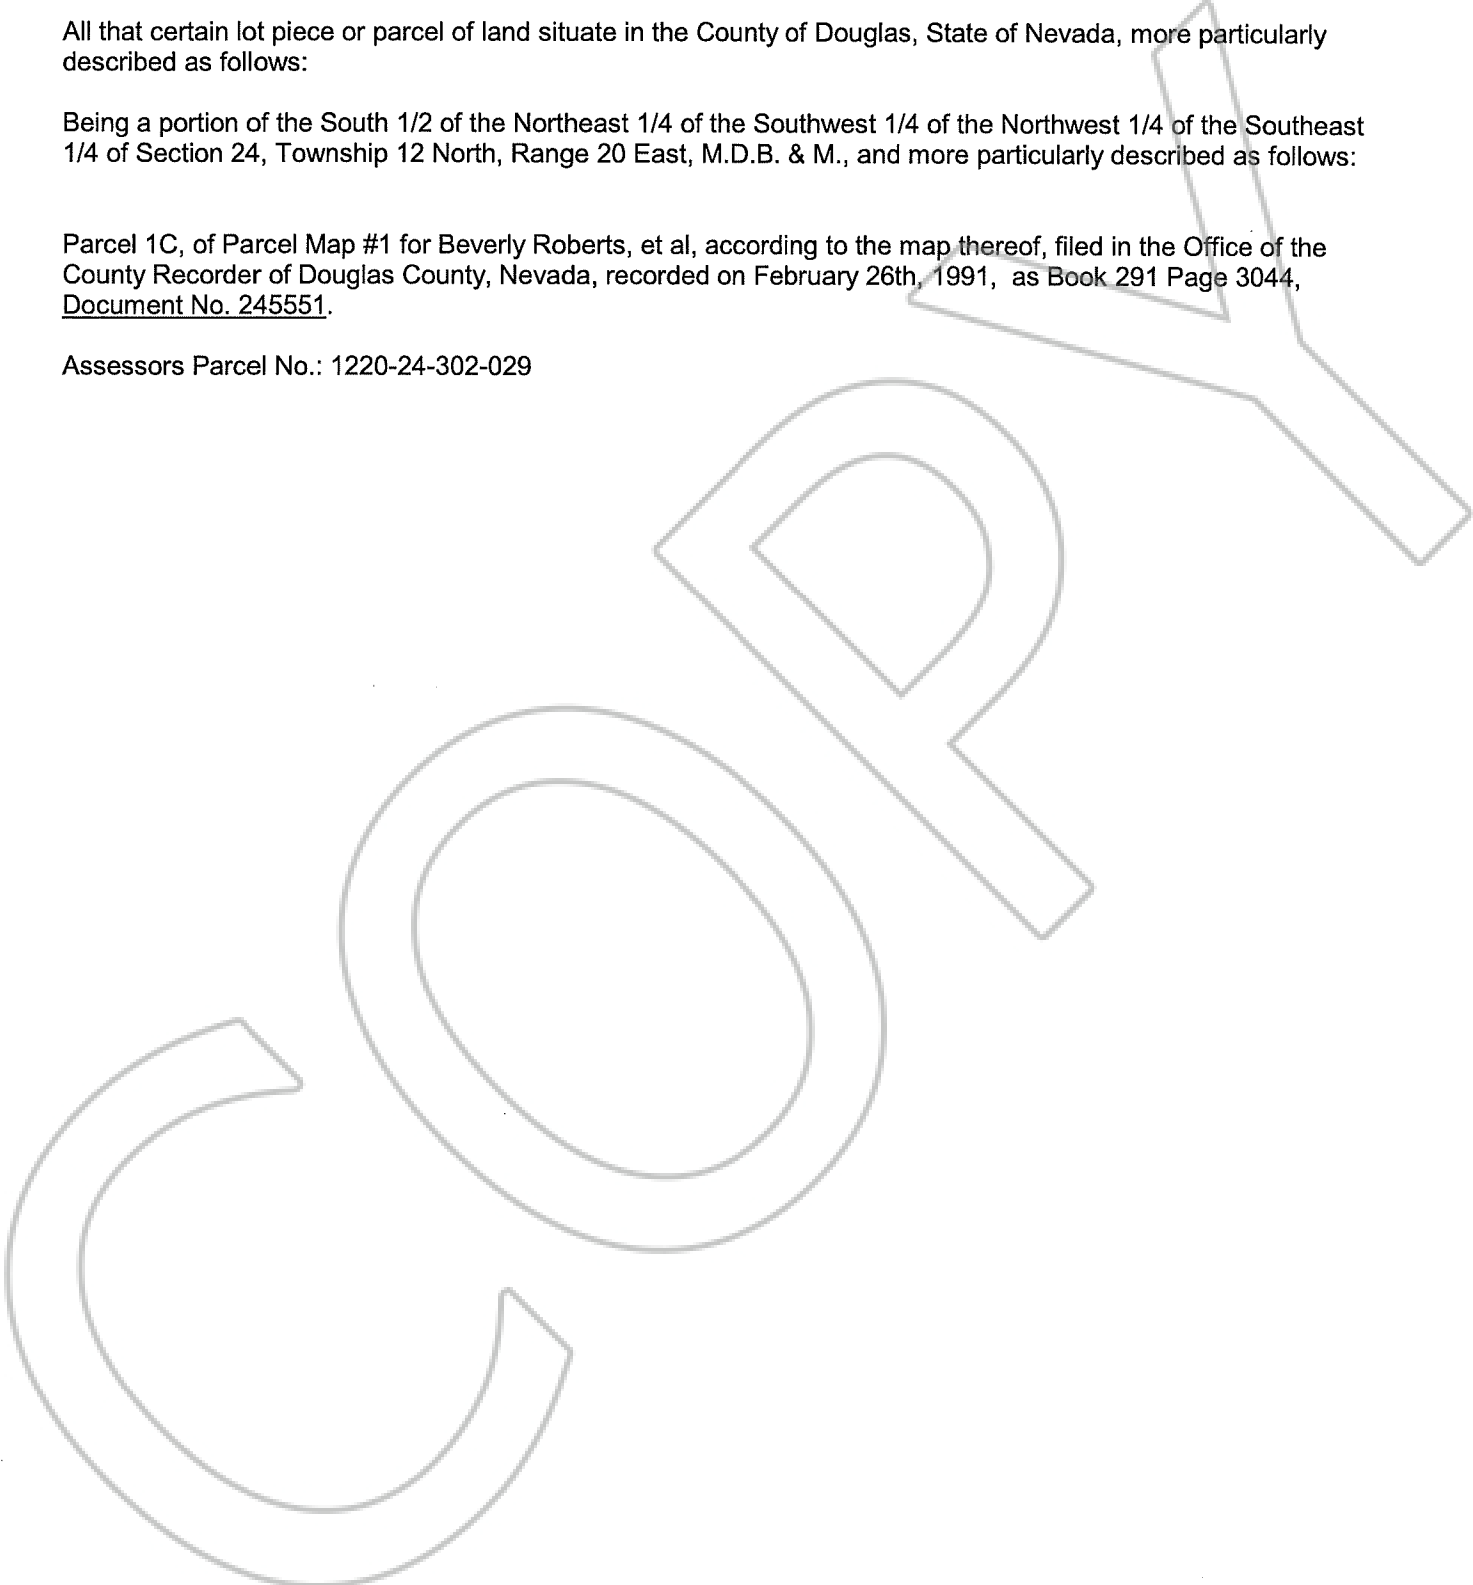 All that certain lot piece or parcel of land situate in the County of Douglas, State of Nevada, more particularly
described as follows:
Being a portion of the South 1/2 of the Northeast 1/4 of the Southwest 1/4 of the Northwest 1/4 of the Southeast
1/4 of Section 24, Township 12 North, Range 20 East, M.D.B. & M., and more particularly described as follows:
Parcel 1C, of Parcel Map #1 for Beverly Roberts, et al, according to the map thereof, filed in the Office of the
County Recorder of Douglas County, Nevada, recorded on February 26th, 1991,  as Book 291 Page 3044,
Document No. 245551.
Assessors Parcel No.: 1220-24-302-029
COPY